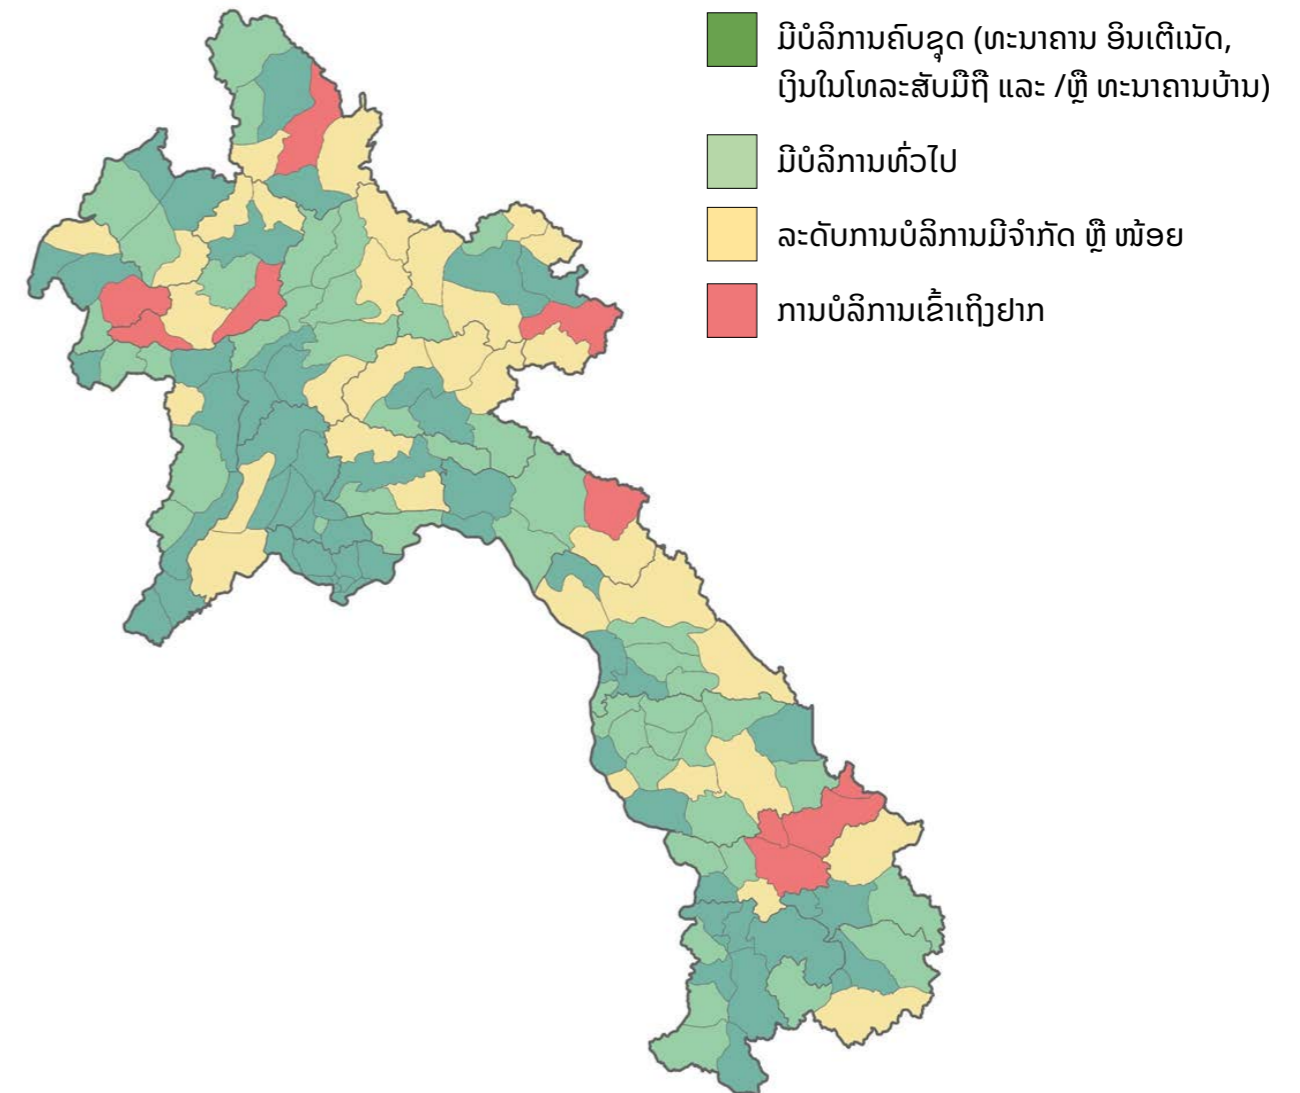 ມີບໍລິການຄົບຊຸດ (ທະນາຄານ ອິນເຕີເນັດ,
ເງິນໃນໂທລະສັບມືຖື ແລະ /ຫຼື ທະນາຄານບ້ານ)
ມີບໍລິການທົ່ວໄປ
ລະດັບການບໍລິການມີຈຳກັດ ຫຼື ໜ້ອຍ
ການບໍລິການເຂົ້າເຖິງຢາກ